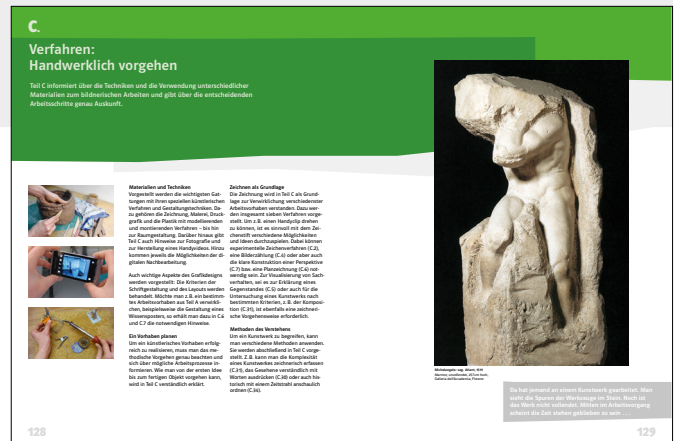 C.
Verfahren:
Handwerklich vorgehen
Teil C informiert über die Techniken und die Verwendung unterschiedlicher
Materialien zum bildnerischen Arbeiten und gibt über die entscheidenden
Arbeitsschritte genau Auskunft.
Materialien und Techniken
Vorgestellt werden die wichtigsten Gat-
tungen mit ihren speziellen künstlerischen
Verfahren und Gestaltungstechniken. Da-
zu gehören die Zeichnung, Malerei, Druck-
grafik und die Plastik mit modellierenden
und montierenden Verfahren – bis hin
zur Raumgestaltung. Darüber hinaus gibt
Teil C auch Hinweise zur Fotografie und
zur Herstellung eines Handyvideos. Hinzu
kommen jeweils die Möglichkeiten der di-
gitalen Nachbearbeitung.
Auch wichtige Aspekte des Grafikdesigns
werden vorgestellt: Die Kriterien der
Schriftgestaltung und des Layouts werden
behandelt. Möchte man z.B. ein bestimm-
tes Arbeitsvorhaben aus Teil A verwirkli-
chen, beispielsweise die Gestaltung eines
Wissensposters, so erhält man dazu in C.6
und C.7 die notwendigen Hinweise.
Ein Vorhaben planen
Um ein künstlerisches Vorhaben erfolg-
reich zu realisieren, muss man das me-
thodische Vorgehen genau beachten und
sich über mögliche Arbeitsprozesse in-
formieren. Wie man von der ersten Idee
bis zum fertigen Objekt vorgehen kann,
wird in Teil C verständlich erklärt.
Zeichnen als Grundlage
Die Zeichnung wird in Teil C als Grund-
lage zur Verwirklichung verschiedenster
Arbeitsvorhaben verstanden. Dazu wer-
den insgesamt sieben Verfahren vorge-
stellt. Um z.B. einen Handyclip drehen
zu können, ist es sinnvoll mit dem Zei-
chenstift verschiedene Möglichkeiten
und Ideen durchzuspielen. Dabei können
experimentelle Zeichenverfahren (C.2),
eine Bilderzählung (C.4) oder aber auch
die klare Konstruktion einer Perspektive
(C.7) bzw. eine Planzeichnung (C.6) not-
wendig sein. Zur Visualisierung von Sach-
verhalten, sei es zur Erklärung eines
Gegenstandes (C.5) oder auch für die
Untersuchung eines Kunstwerks nach
bestimmten Kriterien, z.B. der Komposi-
tion (C.31), ist ebenfalls eine zeichneri-
sche Vorgehensweise erforderlich.
Methoden des Verstehens
Um ein Kunstwerk zu begreifen, kann
man verschiedene Methoden anwenden.
Sie werden abschließend in Teil C vorge-
stellt. Z.B. kann man die Komplexität
eines Kunstwerkes zeichnerisch erfassen
(C.31), das Gesehene verständlich mit
Worten ausdrücken (C.30) oder auch his-
torisch mit einem Zeitstrahl anschaulich
ordnen (C.34).
Marmor, unvollendet,
Galleria dell'Accademia, Florenz
Da hat jemand an einem Kunstwerk gearbeitet. Man
sieht die Spuren der Werkzeuge im Stein. Noch ist
das Werk nicht vollendet. Mitten im Arbeitsvorgang
scheint die Zeit stehen geblieben zu sein ...
128
129